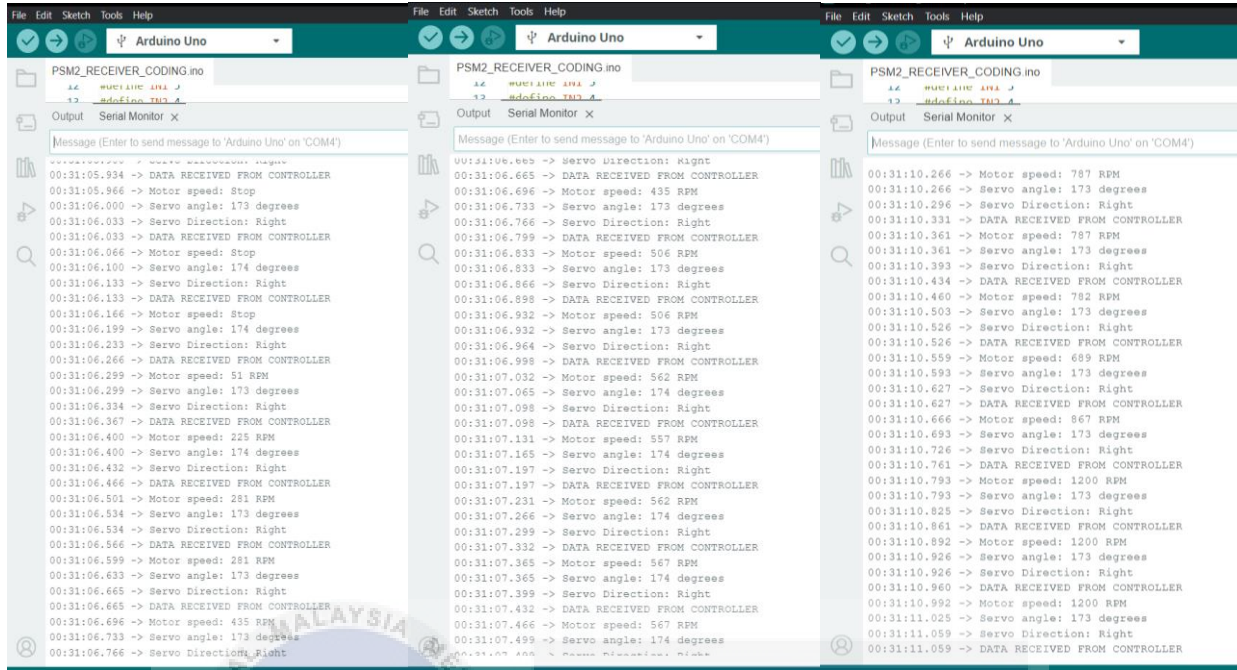 File Edit Sketch Tools Help
Arduino Uno
PSM2_RECEIVER_CODING.ino
12 #define IN1 5
13 #define IN2 4
Output Serial Monitor ×
Message (Enter to send message to 'Arduino Uno' on 'COM4')
Servo Direction: Right
00:31:05.934 -> DATA RECEIVED FROM CONTROLLER
00:31:05.966 -> Motor speed: Stop
00:31:06.000 -> Servo angle: 173 degrees
00:31:06.033 -> Servo Direction: Right
00:31:06.033 -> DATA RECEIVED FROM CONTROLLER
00:31:06.066 -> Motor speed: Stop
00:31:06.100 -> Servo angle: 174 degrees
00:31:06.133 -> Servo Direction: Right
00:31:06.133 -> DATA RECEIVED FROM CONTROLLER
00:31:06.166 -> Motor speed: Stop
00:31:06.199 -> Servo angle: 174 degrees
00:31:06.233 -> Servo Direction: Right
00:31:06.266 -> DATA RECEIVED FROM CONTROLLER
00:31:06.299 -> Motor speed: 51 RPM
00:31:06.299 -> Servo angle: 173 degrees
00:31:06.334 -> Servo Direction: Right
00:31:06.367 -> DATA RECEIVED FROM CONTROLLER
00:31:06.400 -> Motor speed: 225 RPM
00:31:06.400 -> Servo angle: 174 degrees
00:31:06.432 -> Servo Direction: Right
00:31:06.466 -> DATA RECEIVED FROM CONTROLLER
00:31:06.501 -> Motor speed: 281 RPM
00:31:06.534 -> Servo angle: 173 degrees
00:31:06.534 -> Servo Direction: Right
00:31:06.566 -> DATA RECEIVED FROM CONTROLLER
00:31:06.599 -> Motor speed: 281 RPM
00:31:06.633 -> Servo angle: 173 degrees
00:31:06.665 -> Servo Direction: Right
00:31:06.665 -> DATA RECEIVED FROM CONTROLLER
00:31:06.696 -> Motor speed: 435 RPM
00:31:06.733 -> Servo angle: 173 degrees
00:31:06.766 -> Servo Direction: Right
MALAYSIA
File Edit Sketch Tools Help
Arduino Uno
PSM2_RECEIVER_CODING.ino
12 #define IN1 5
13 #define IN2 4
Output Serial Monitor ×
Message (Enter to send message to 'Arduino Uno' on 'COM4')
00:31:06.665 -> Servo Direction: Right
00:31:06.665 -> DATA RECEIVED FROM CONTROLLER
00:31:06.696 -> Motor speed: 435 RPM
00:31:06.733 -> Servo angle: 173 degrees
00:31:06.766 -> Servo Direction: Right
00:31:06.799 -> DATA RECEIVED FROM CONTROLLER
00:31:06.833 -> Motor speed: 506 RPM
00:31:06.833 -> Servo angle: 173 degrees
00:31:06.866 -> Servo Direction: Right
00:31:06.898 -> DATA RECEIVED FROM CONTROLLER
00:31:06.932 -> Motor speed: 506 RPM
00:31:06.932 -> Servo angle: 173 degrees
00:31:06.964 -> Servo Direction: Right
00:31:06.998 -> DATA RECEIVED FROM CONTROLLER
00:31:07.032 -> Motor speed: 562 RPM
00:31:07.065 -> Servo angle: 174 degrees
00:31:07.098 -> Servo Direction: Right
00:31:07.098 -> DATA RECEIVED FROM CONTROLLER
00:31:07.131 -> Motor speed: 557 RPM
00:31:07.165 -> Servo angle: 174 degrees
00:31:07.197 -> Servo Direction: Right
00:31:07.197 -> DATA RECEIVED FROM CONTROLLER
00:31:07.231 -> Motor speed: 562 RPM
00:31:07.266 -> Servo angle: 174 degrees
00:31:07.299 -> Servo Direction: Right
00:31:07.332 -> DATA RECEIVED FROM CONTROLLER
00:31:07.365 -> Motor speed: 567 RPM
00:31:07.365 -> Servo angle: 174 degrees
00:31:07.399 -> Servo Direction: Right
00:31:07.432 -> DATA RECEIVED FROM CONTROLLER
00:31:07.466 -> Motor speed: 567 RPM
00:31:07.499 -> Servo angle: 174 degrees
00:31:07.499 -> Servo Direction: Right
File Edit Sketch Tools Help
Arduino Uno
PSM2_RECEIVER_CODING.ino
12 #define IN1 5
13 #define IN2 4
Output Serial Monitor ×
Message (Enter to send message to 'Arduino Uno' on 'COM4')
00:31:10.266 -> Motor speed: 787 RPM
00:31:10.266 -> Servo angle: 173 degrees
00:31:10.296 -> Servo Direction: Right
00:31:10.331 -> DATA RECEIVED FROM CONTROLLER
00:31:10.361 -> Motor speed: 787 RPM
00:31:10.361 -> Servo angle: 173 degrees
00:31:10.393 -> Servo Direction: Right
00:31:10.434 -> DATA RECEIVED FROM CONTROLLER
00:31:10.460 -> Motor speed: 782 RPM
00:31:10.503 -> Servo angle: 173 degrees
00:31:10.526 -> Servo Direction: Right
00:31:10.526 -> DATA RECEIVED FROM CONTROLLER
00:31:10.559 -> Motor speed: 689 RPM
00:31:10.593 -> Servo angle: 173 degrees
00:31:10.627 -> Servo Direction: Right
00:31:10.627 -> DATA RECEIVED FROM CONTROLLER
00:31:10.666 -> Motor speed: 867 RPM
00:31:10.693 -> Servo angle: 173 degrees
00:31:10.726 -> Servo Direction: Right
00:31:10.761 -> DATA RECEIVED FROM CONTROLLER
00:31:10.793 -> Motor speed: 1200 RPM
00:31:10.793 -> Servo angle: 173 degrees
00:31:10.825 -> Servo Direction: Right
00:31:10.861 -> DATA RECEIVED FROM CONTROLLER
00:31:10.892 -> Motor speed: 1200 RPM
00:31:10.926 -> Servo angle: 173 degrees
00:31:10.926 -> Servo Direction: Right
00:31:10.960 -> DATA RECEIVED FROM CONTROLLER
00:31:10.992 -> Motor speed: 1200 RPM
00:31:11.025 -> Servo angle: 173 degrees
00:31:11.059 -> Servo Direction: Right
00:31:11.059 -> DATA RECEIVED FROM CONTROLLER